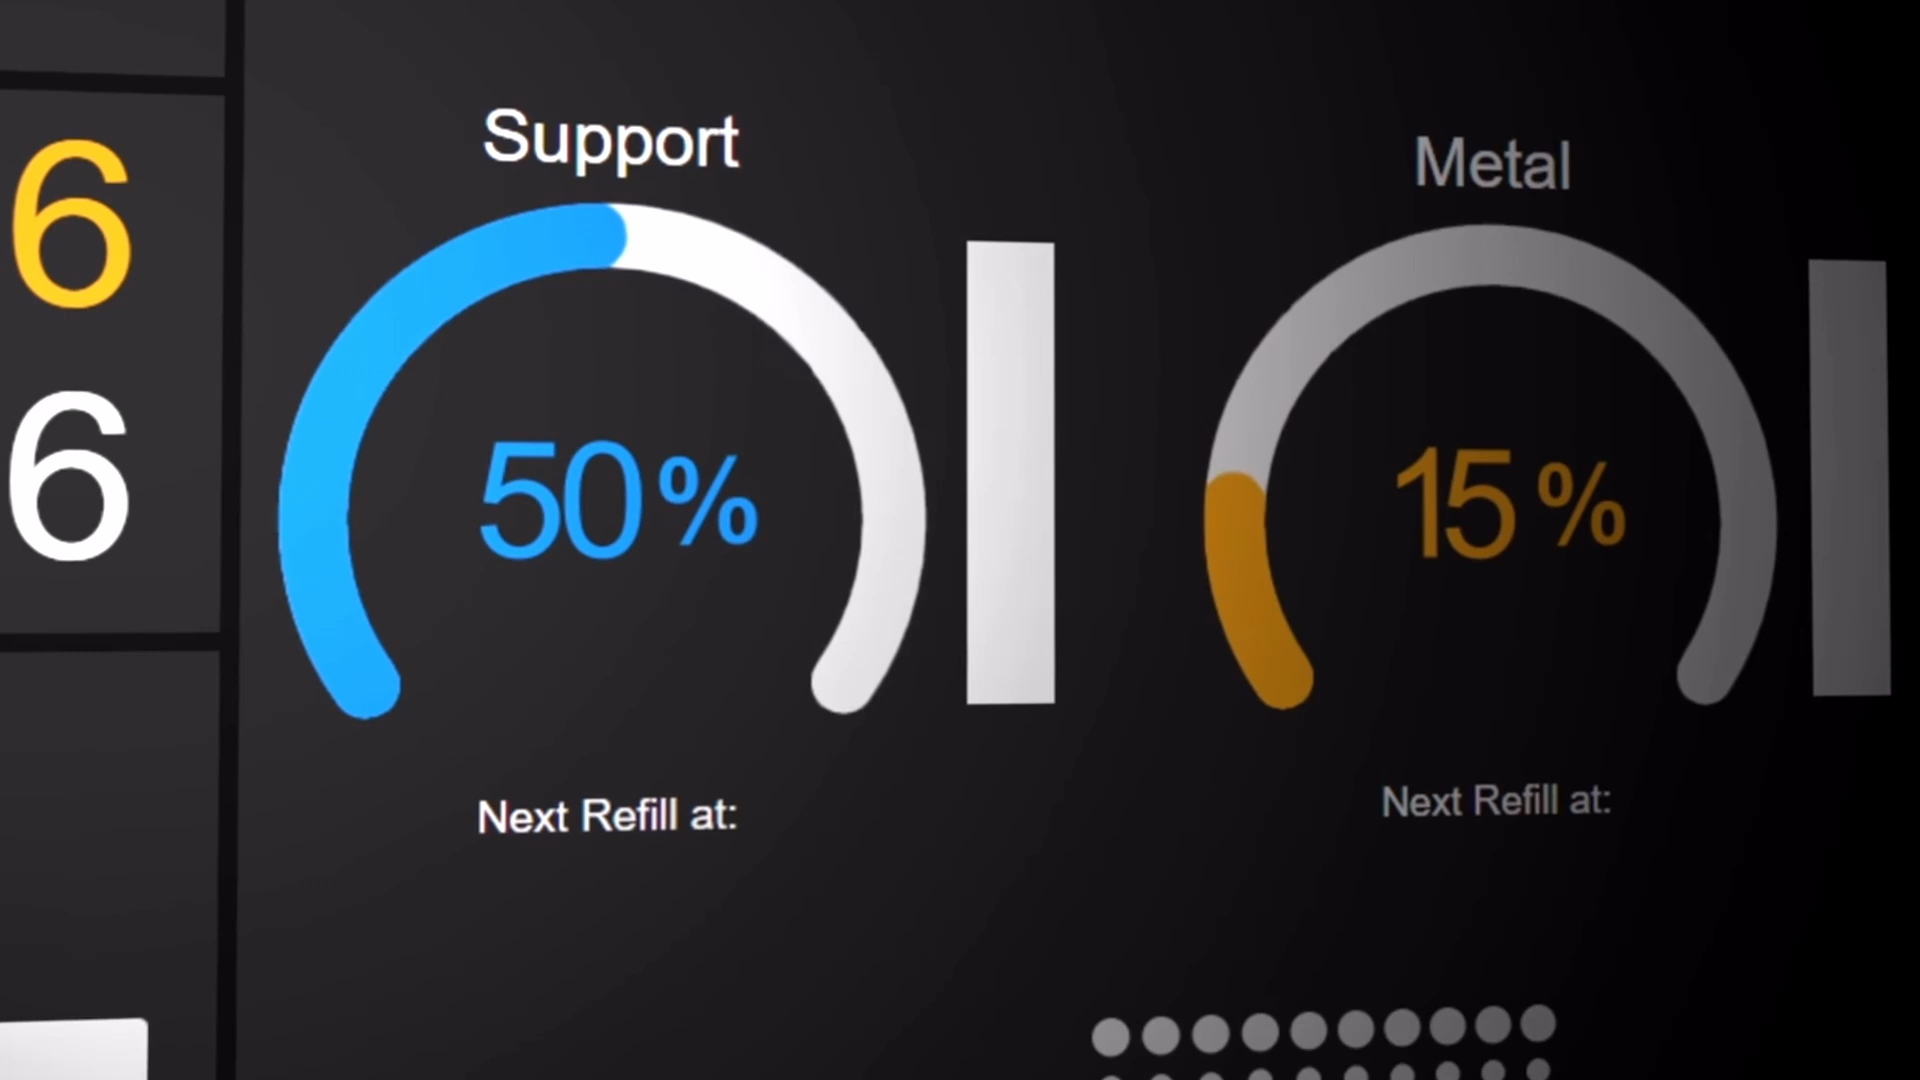 6
6
Support
50%
Next Refill at:
Metal
15%
Next Refill at: